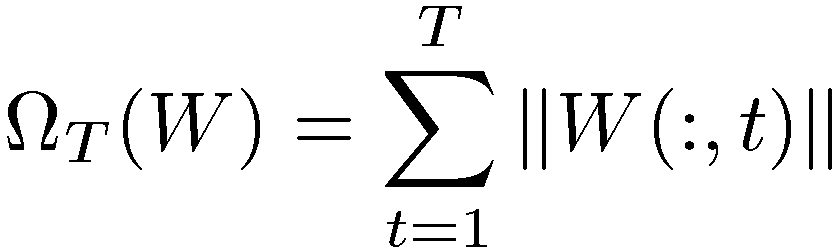 Ω_T(W) = \sum_{t=1}^{T} ||W(:, t)||